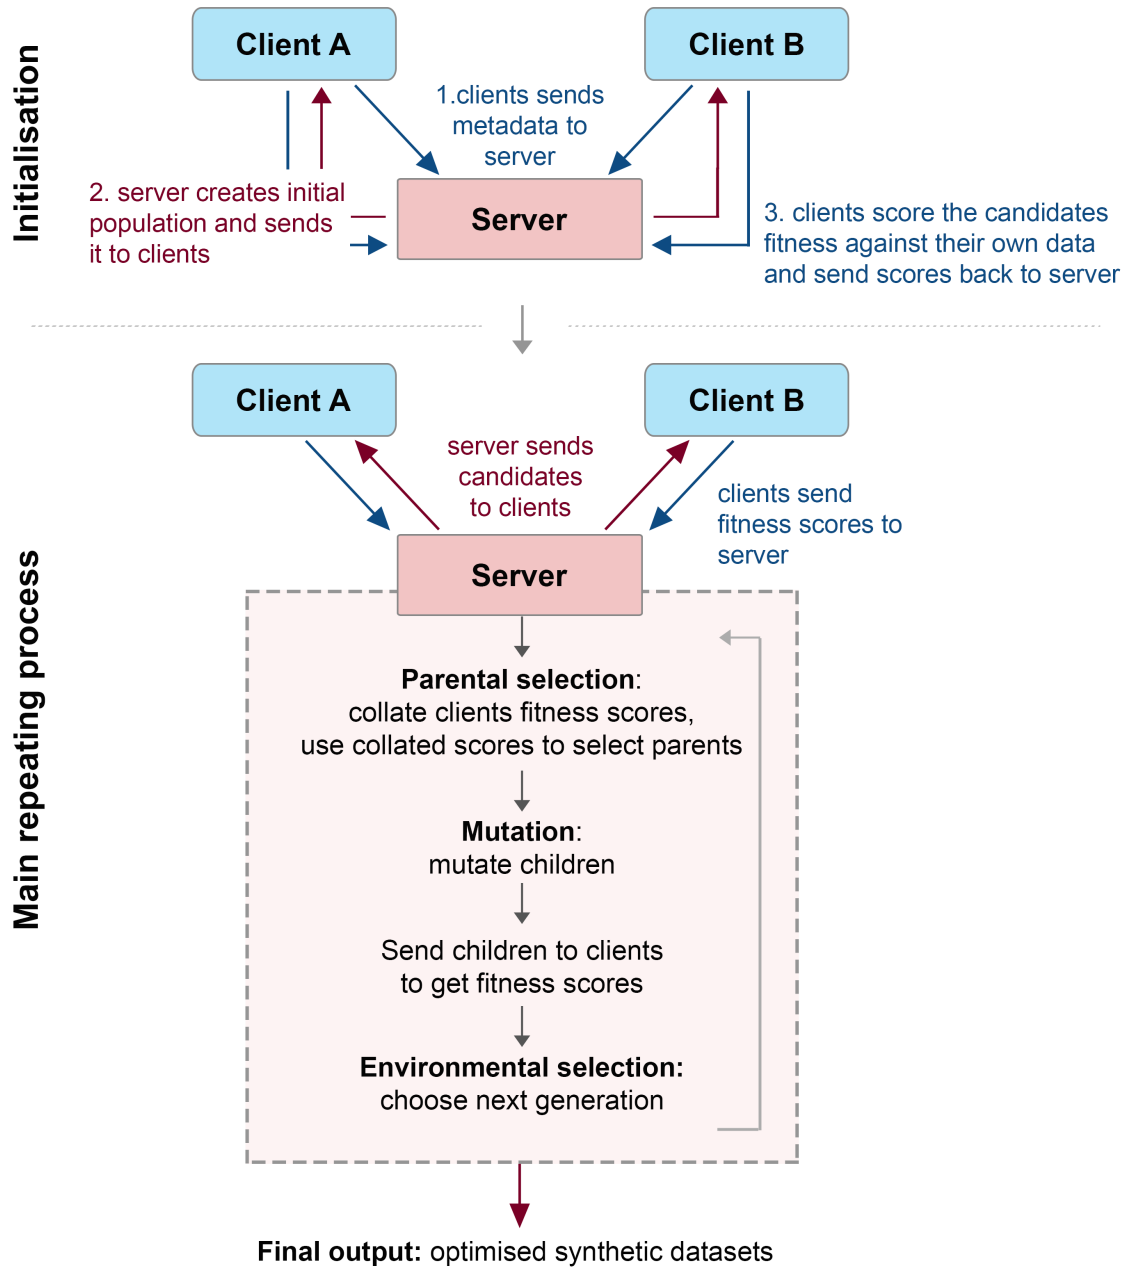 Initialisation
Client A
Client B
1.clients sends
metadata to
server
2. server creates initial
population and sends
it to clients
Server
3. clients score the candidates
fitness against their own data
and send scores back to server
Main repeating process
Client A
Client B
server sends
candidates
to clients
clients send
fitness scores to
server
Server
Parental selection:
collate clients fitness scores,
use collated scores to select parents
Mutation:
mutate children
Send children to clients
to get fitness scores
Environmental selection:
choose next generation
Final output: optimised synthetic datasets